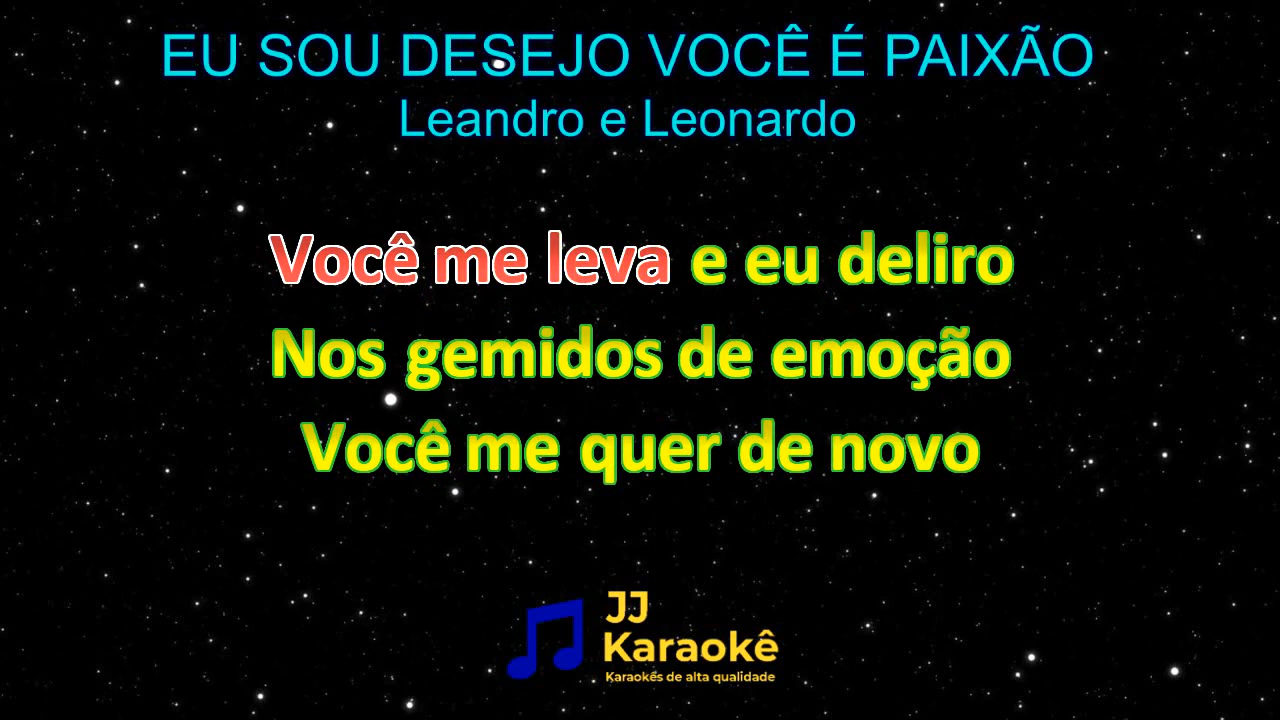 EU SOU DESEJO VOCÊ É PAIXÃO
Leandro e Leonardo
Você me leva e eu deliro
Nos gemidos de emoção
Você me quer de novo
JJ
Karaokê
Karaokês de alta qualidade